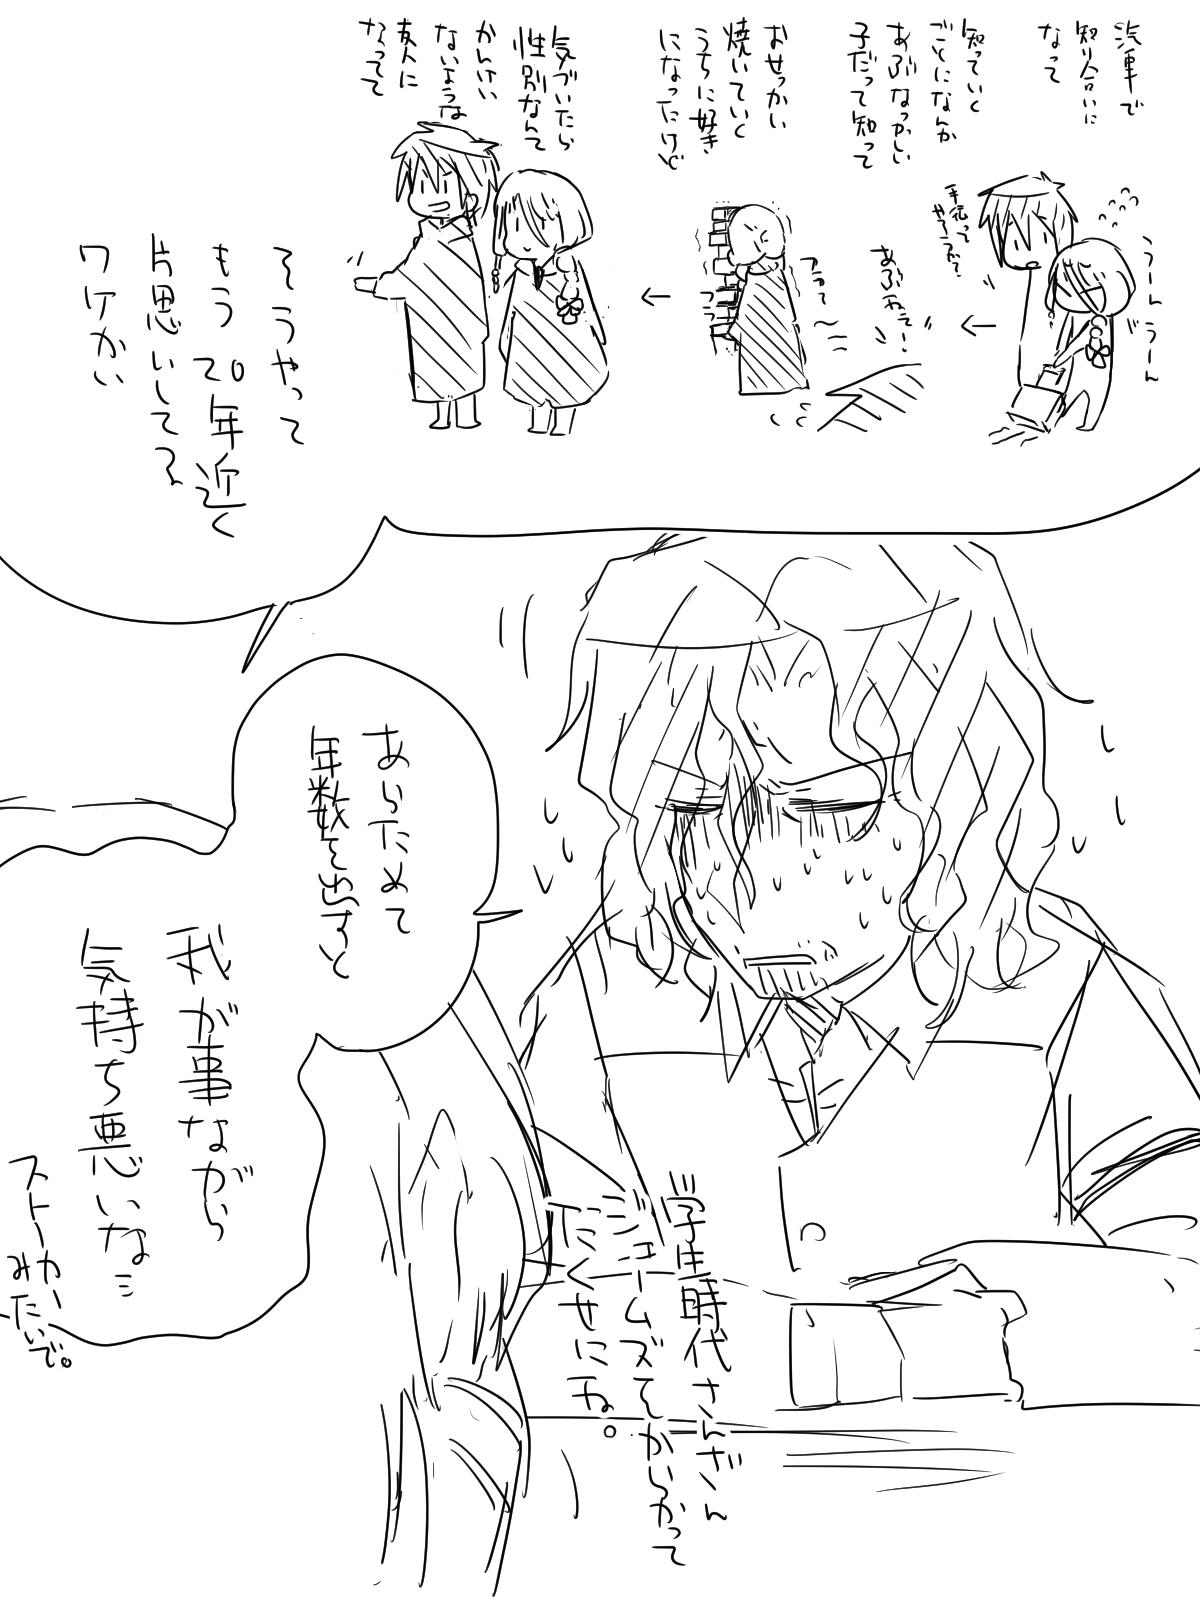 汽車で
知り合いに
なって
知っていく
ごとになんか
あぶなっかしい
子だって知って
おせっかい
焼いていく
うちに好き
になったけど
気づいたら
性別なんて
かんけい
ないような
友人に
なってて
うーん
うーん
手伝って
やろうか?
あぶねぇ!
フラって
フラ
そうやって
もう20年近く
片思いしてる
ワケかい
あらためて
年数を出すと
我が事ながら
気持ち悪いな…
ストーカー
みたいで。
学生時代さんざん
ジェームズてからかって
たくせにね。